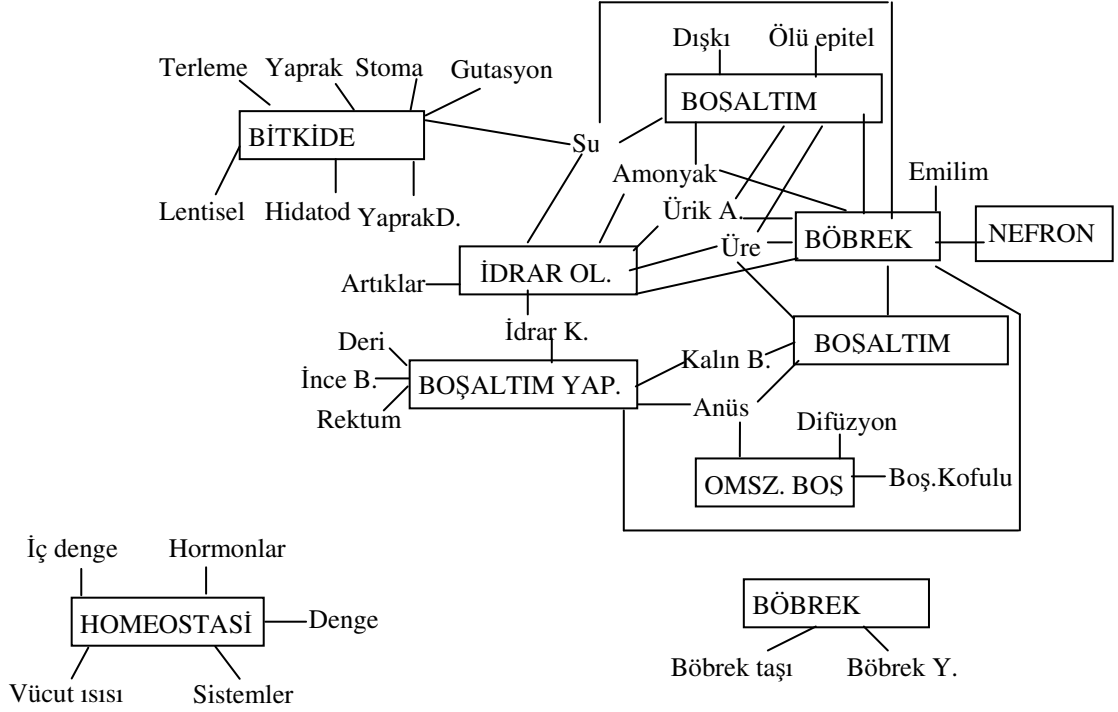 Dışkı
Ölü epitel
Terleme
Yaprak
Stoma
Gutasyon
BOŞALTIM
BİTKİDE
Su
Amonyak
Emilim
Lentisel
Hidatod
YaprakD.
Ürik A.
BÖBREK
NEFRON
Üre
Artıklar
İDRAR OL.
İdrar K.
Deri
BOŞALTIM
İnce B.
BOŞALTIM YAP.
Kalın B.
Rektum
Anüs
Difüzyon
OMSZ. BOŞ
Boş.Kofulu
İç denge
Hormonlar
HOMEOSTASİ
Denge
BÖBREK
Vücut ısısı
Sistemler
Böbrek taşı
Böbrek Y.